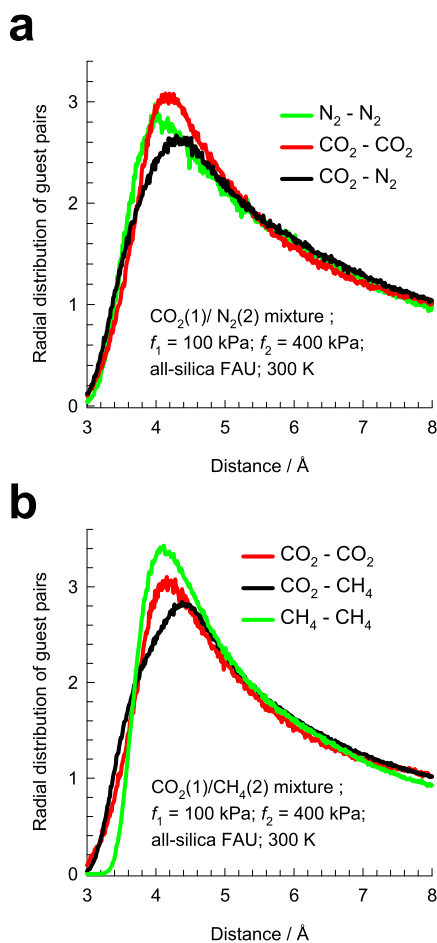 a
Radial distribution of guest pairs
3
2
1
0
N₂ - N₂
CO₂ - CO₂
CO₂ - N₂
CO₂(1)/ N₂(2) mixture ;
f₁ = 100 kPa; f₂ = 400 kPa;
all-silica FAU; 300 K
3 4 5 6 7 8
Distance / Å
b
Radial distribution of guest pairs
3
2
1
0
CO₂ - CO₂
CO₂ - CH₄
CH₄ - CH₄
CO₂(1)/CH₄(2) mixture ;
f₁ = 100 kPa; f₂ = 400 kPa;
all-silica FAU; 300 K
3 4 5 6 7 8
Distance / Å